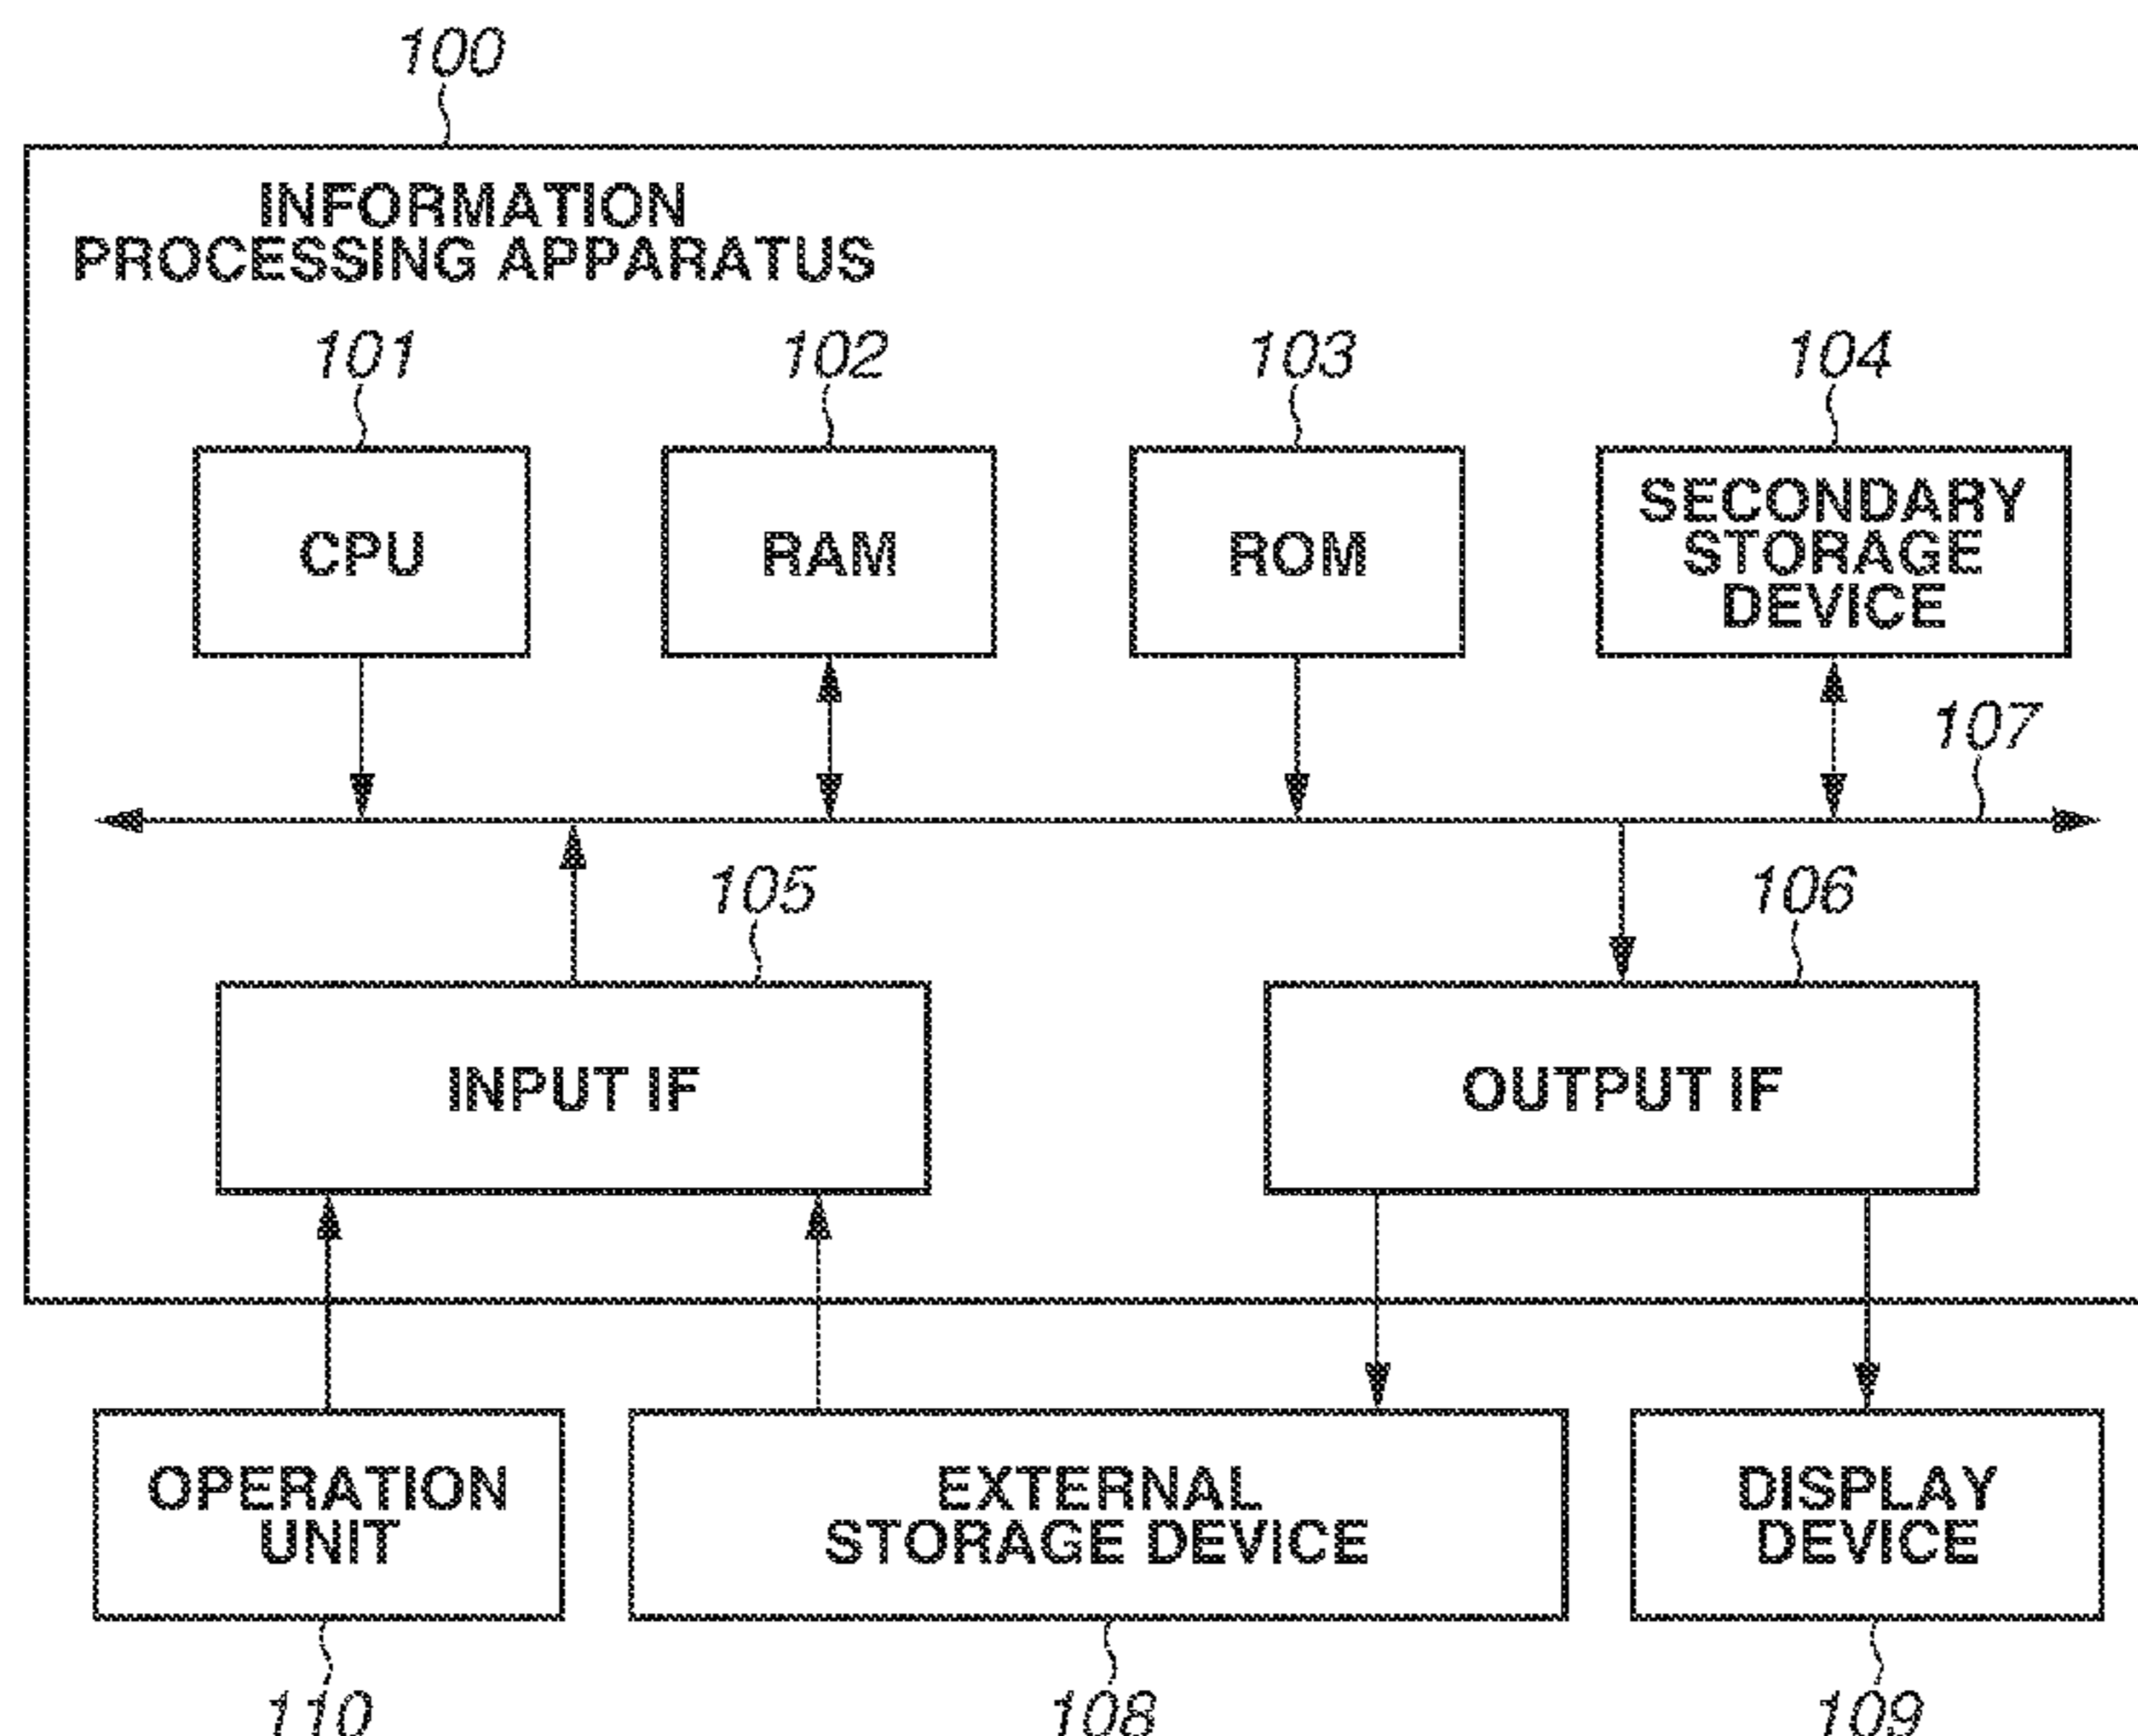 100
INFORMATION
PROCESSING APPARATUS
101
102
103
104
CPU
RAM
ROM
SECONDARY
STORAGE
DEVICE
107
105
106
INPUT IF
OUTPUT IF
OPERATION
UNIT
EXTERNAL
STORAGE DEVICE
DISPLAY
DEVICE
110
108
109